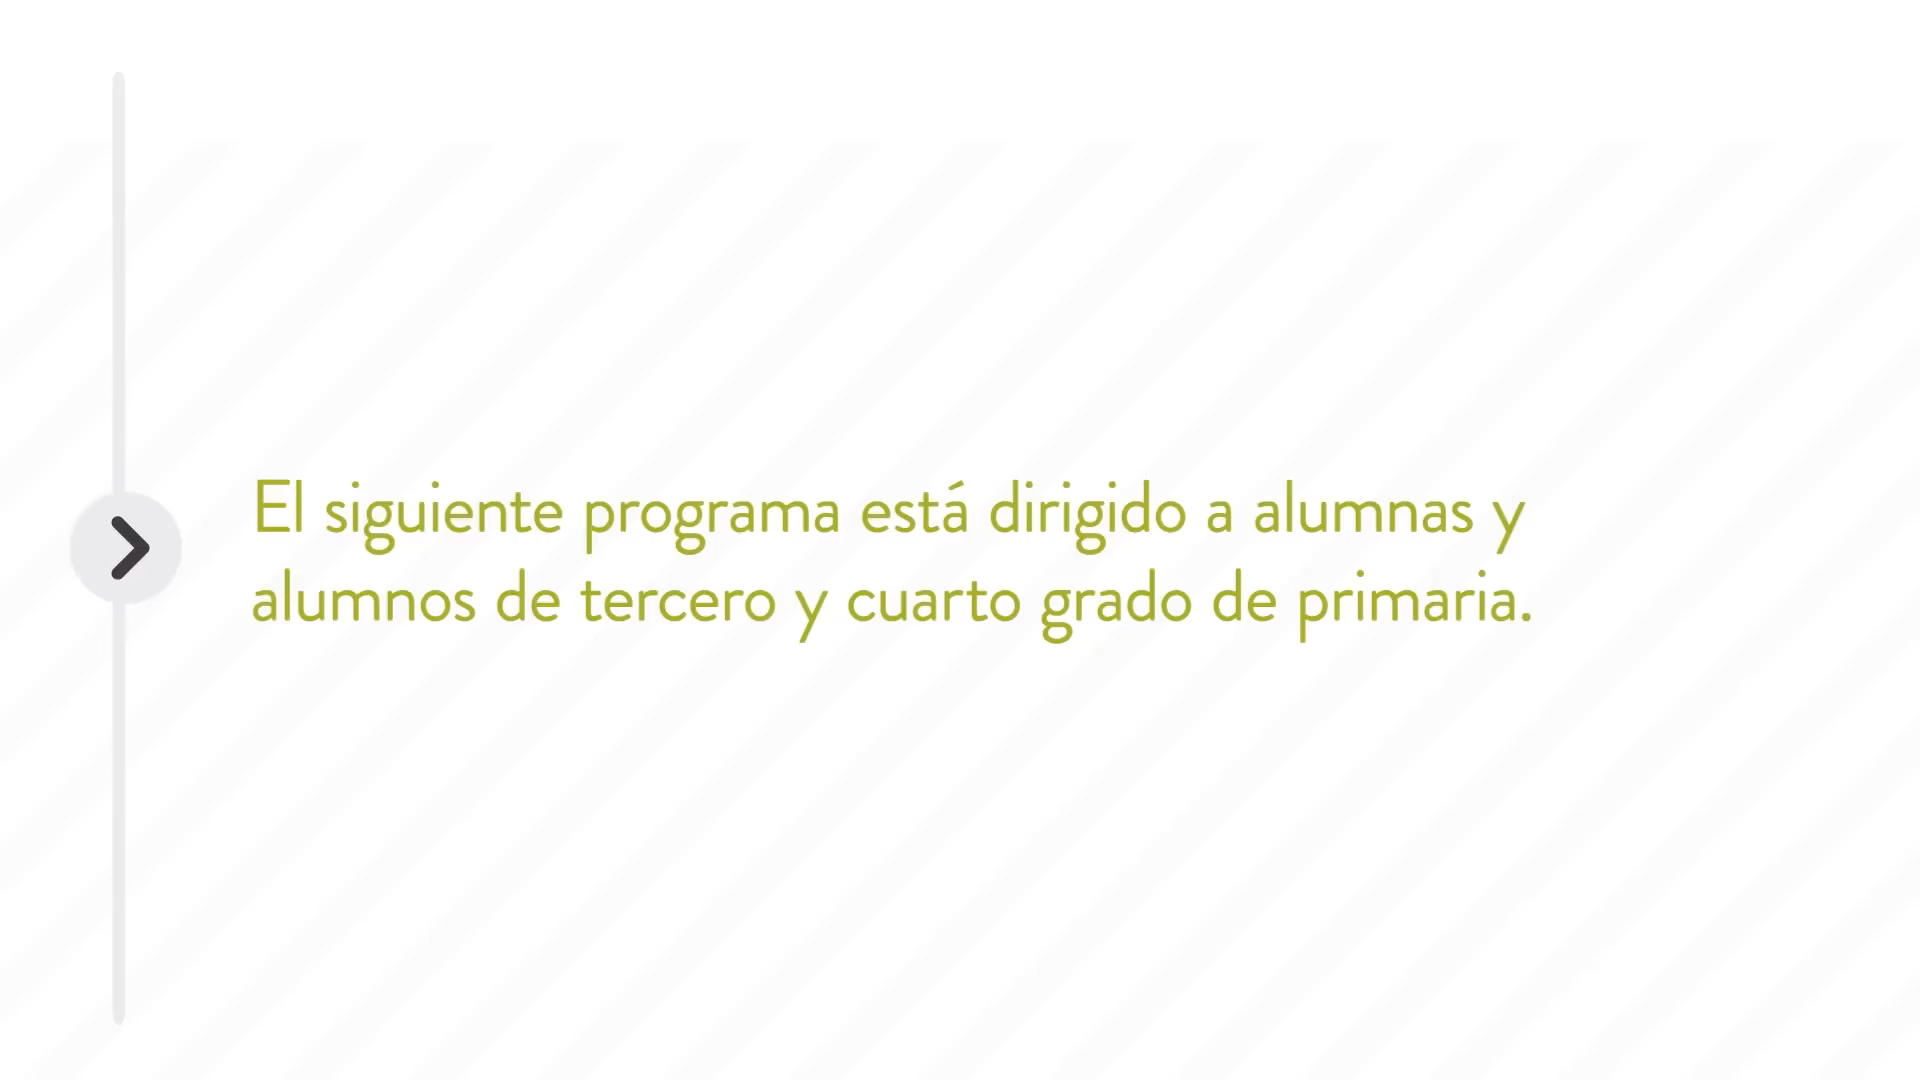 El siguiente programa está dirigido a alumnas y
alumnos de tercero y cuarto grado de primaria.